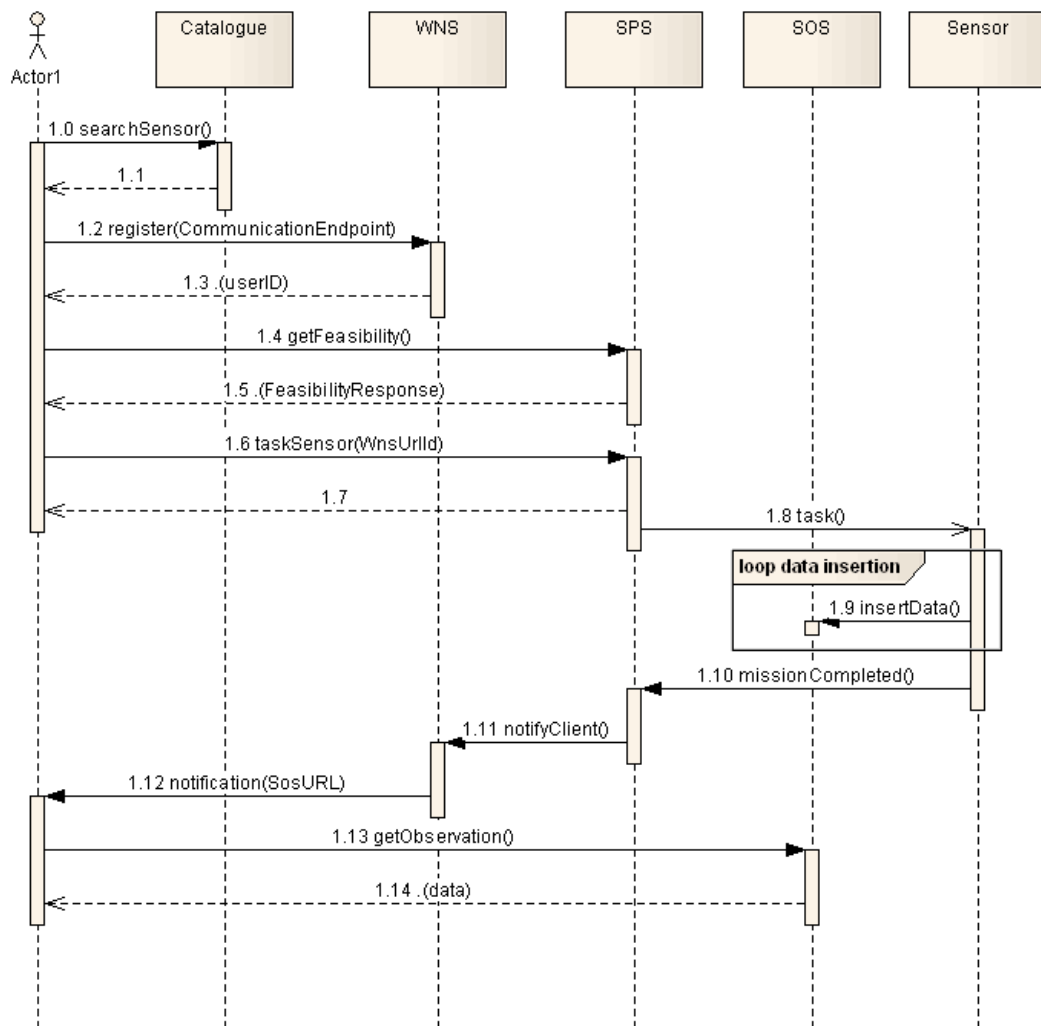 Catalogue
WNS
SPS
SOS
Sensor
Actor1
1.0 searchSensor()
1.1
1.2 register(CommunicationEndpoint)
1.3 .(userID)
1.4 getFeasibility()
1.5 .(FeasibilityResponse)
1.6 taskSensor(WnsUrlId)
1.7
1.8 task()
loop data insertion
1.9 insertData()
1.10 missionCompleted()
1.11 notifyClient()
1.12 notification(SosURL)
1.13 getObservation()
1.14 .(data)